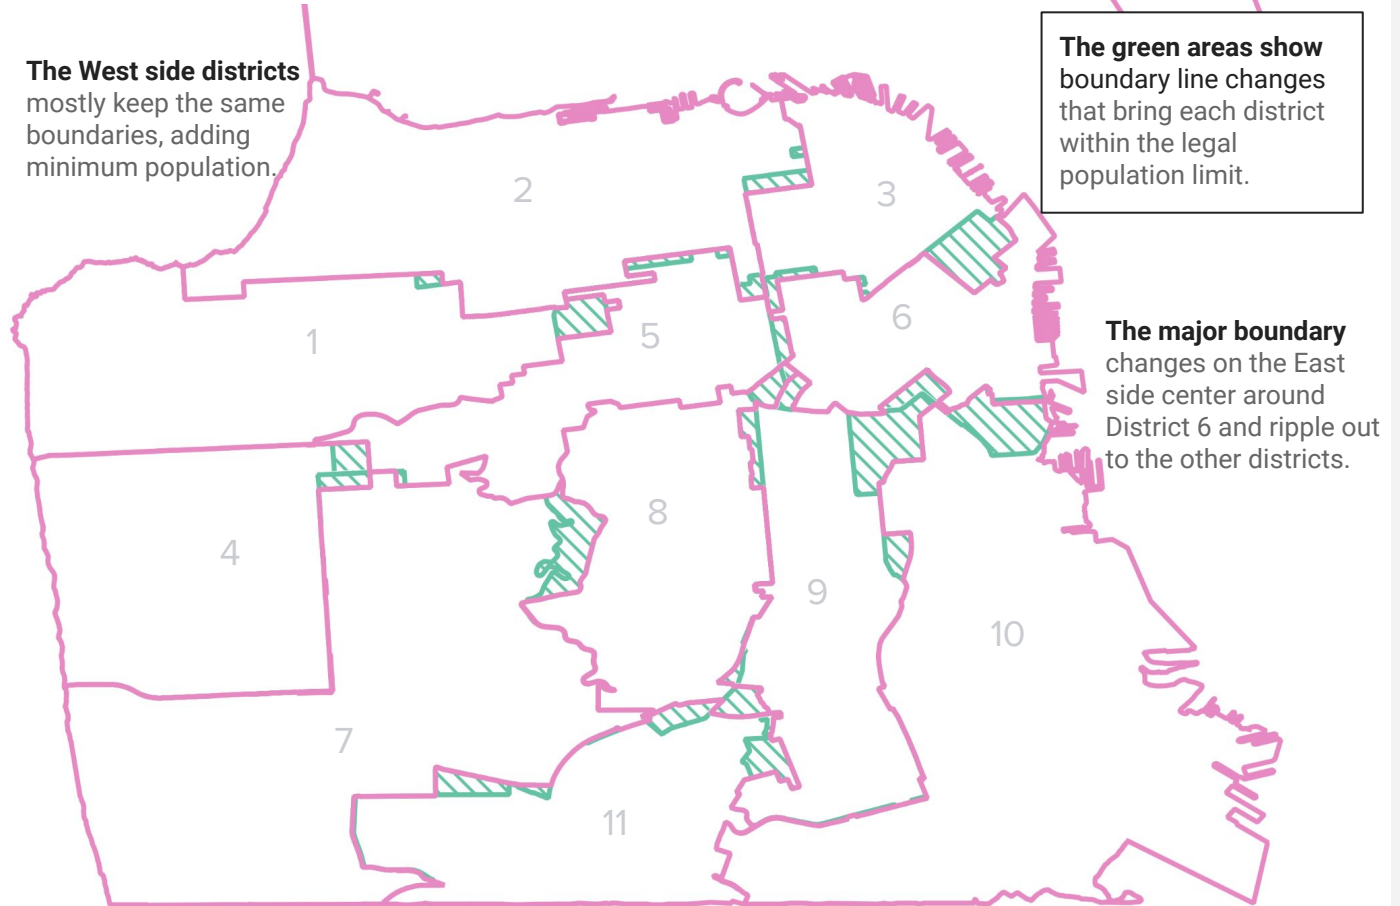 The West side districts
mostly keep the same
boundaries, adding
minimum population.
The green areas show
boundary line changes
that bring each district
within the legal
population limit.
2
3
1
5
6
The major boundary
changes on the East
side center around
District 6 and ripple out
to the other districts.
4
8
9
10
7
11